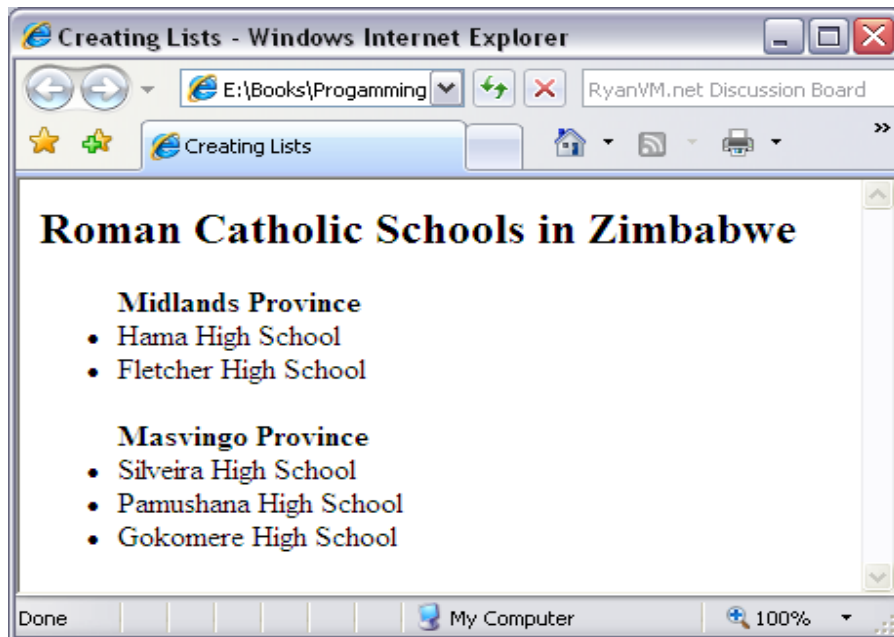 Creating Lists - Windows Internet Explorer
E:\Books\Progamming
RyanVM.net Discussion Board
Creating Lists
»
Roman Catholic Schools in Zimbabwe
Midlands Province
• Hama High School
• Fletcher High School
Masvingo Province
• Silveira High School
• Pamushana High School
• Gokomere High School
Done
My Computer
100%